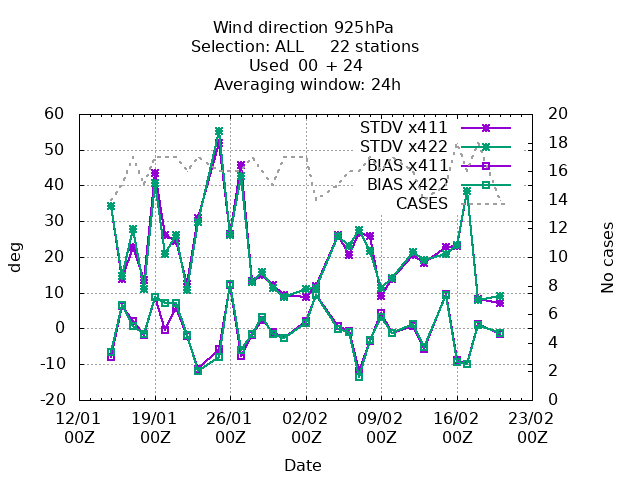 Wind direction 925hPa
Selection: ALL 22 stations
Used 00 + 24
Averaging window: 24h
STDV x411
STDV x422
BIAS x411
BIAS x422
CASES
60
50
40
30
20
10
0
-10
-20
deg
20
18
16
14
12
10
8
6
4
2
0
No cases
12/01 19/01 26/01 02/02 09/02 16/02 23/02
00Z 00Z 00Z 00Z 00Z 00Z 00Z
Date